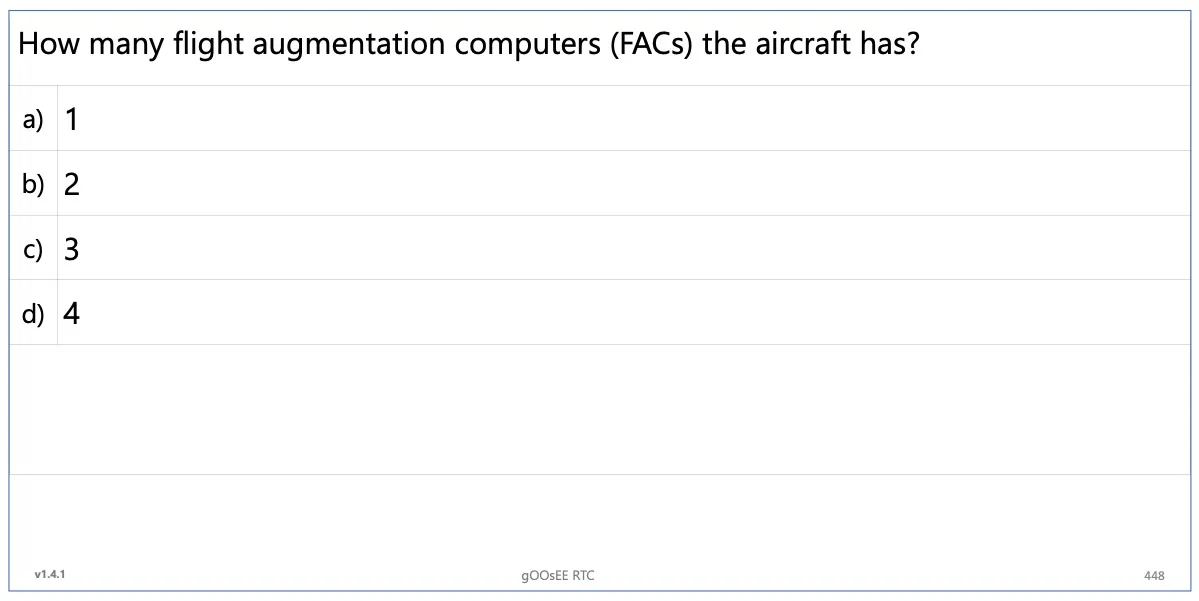 How many flight augmentation computers (FACs) the aircraft has?
a) 1
b) 2
c) 3
d) 4
v1.4.1 gOOsEE RTC 448